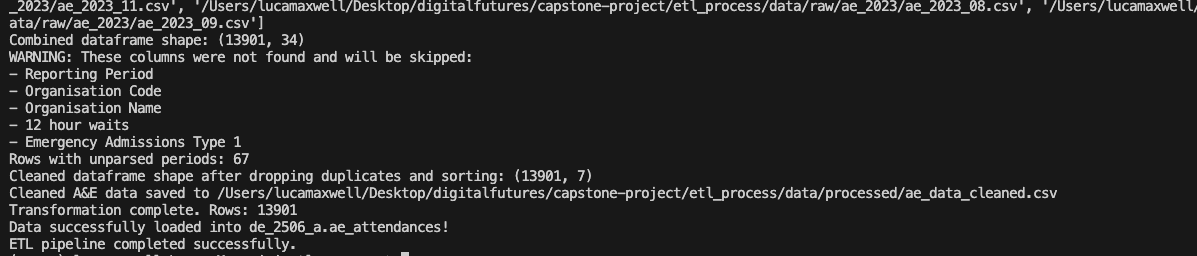 _2023/ae_2023_11.csv', '/Users/lucamaxwell/Desktop/digitalfutures/capstone-project/etl_process/data/raw/ae_2023/ae_2023_08.csv', '/Users/lucamaxwell/
ata/raw/ae_2023/ae_2023_09.csv']
Combined dataframe shape: (13901, 34)
WARNING: These columns were not found and will be skipped:
- Reporting Period
- Organisation Code
- Organisation Name
- 12 hour waits
- Emergency Admissions Type 1
Rows with unparsed periods: 67
Cleaned dataframe shape after dropping duplicates and sorting: (13901, 7)
Cleaned A&E data saved to /Users/lucamaxwell/Desktop/digitalfutures/capstone-project/etl_process/data/processed/ae_data_cleaned.csv
Transformation complete. Rows: 13901
Data successfully loaded into de_2506_a.ae_attendances!
ETL pipeline completed successfully.